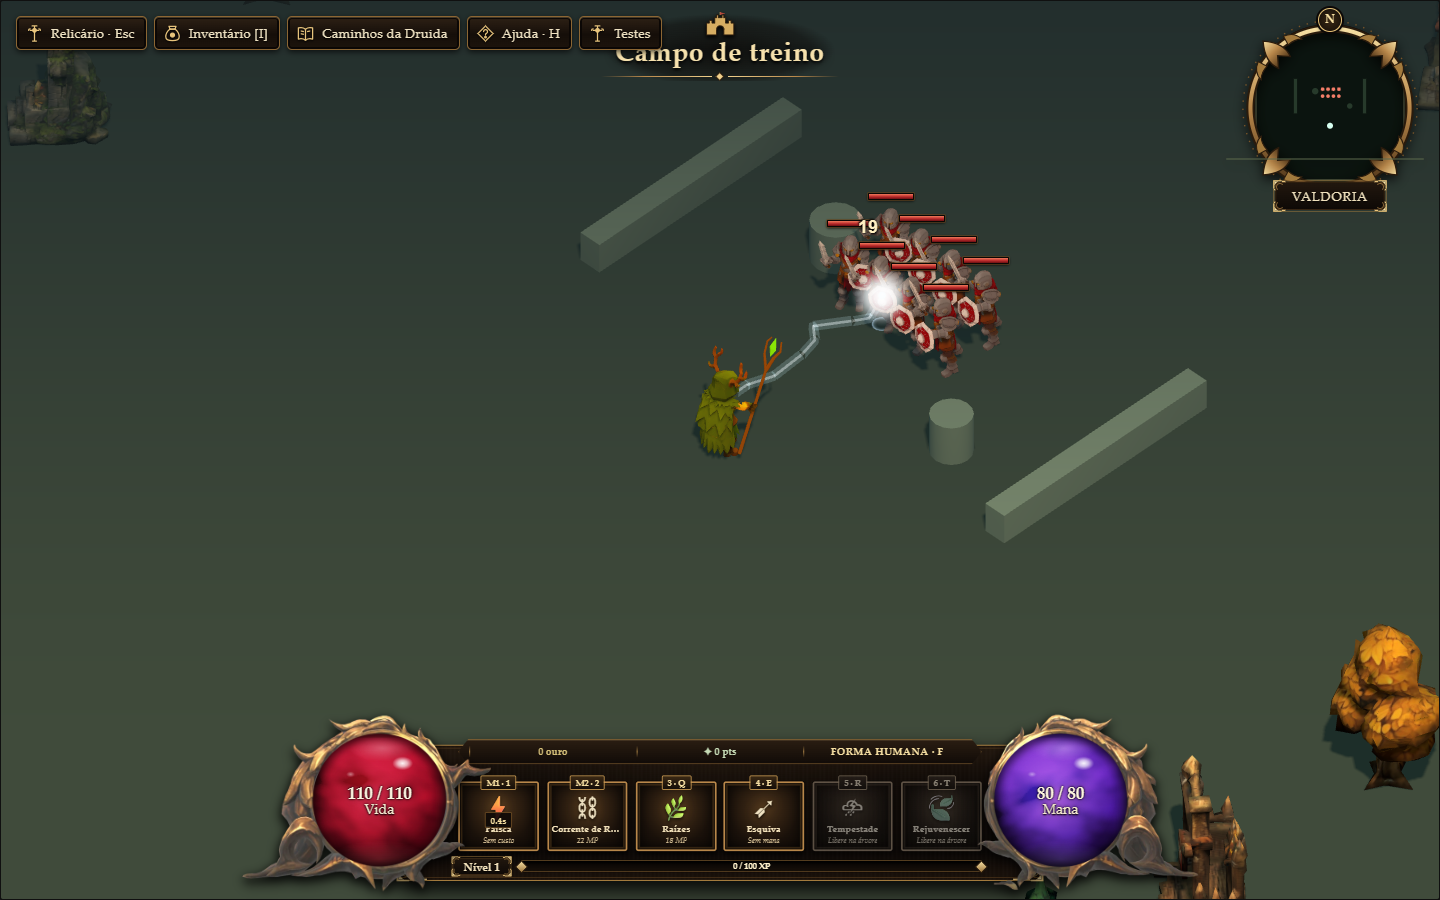 Relicário · Esc
Inventário [I]
Caminhos da Druida
Ajuda · H
Testes
Campo de treino
N
VALDORIA
19
0 ouro
0 pts
FORMA HUMANA · F
M1 · 1
M2 · 2
3 · Q
4 · E
5 · R
6 · T
0.4s
Faísca
Corrente de R...
Raízes
Esquiva
Tempestade
Rejuvenescer
Sem custo
22 MP
18 MP
Sem mana
Libere na árvore
Libere na árvore
110 / 110
Vida
80 / 80
Mana
Nível 1
0 / 100 XP